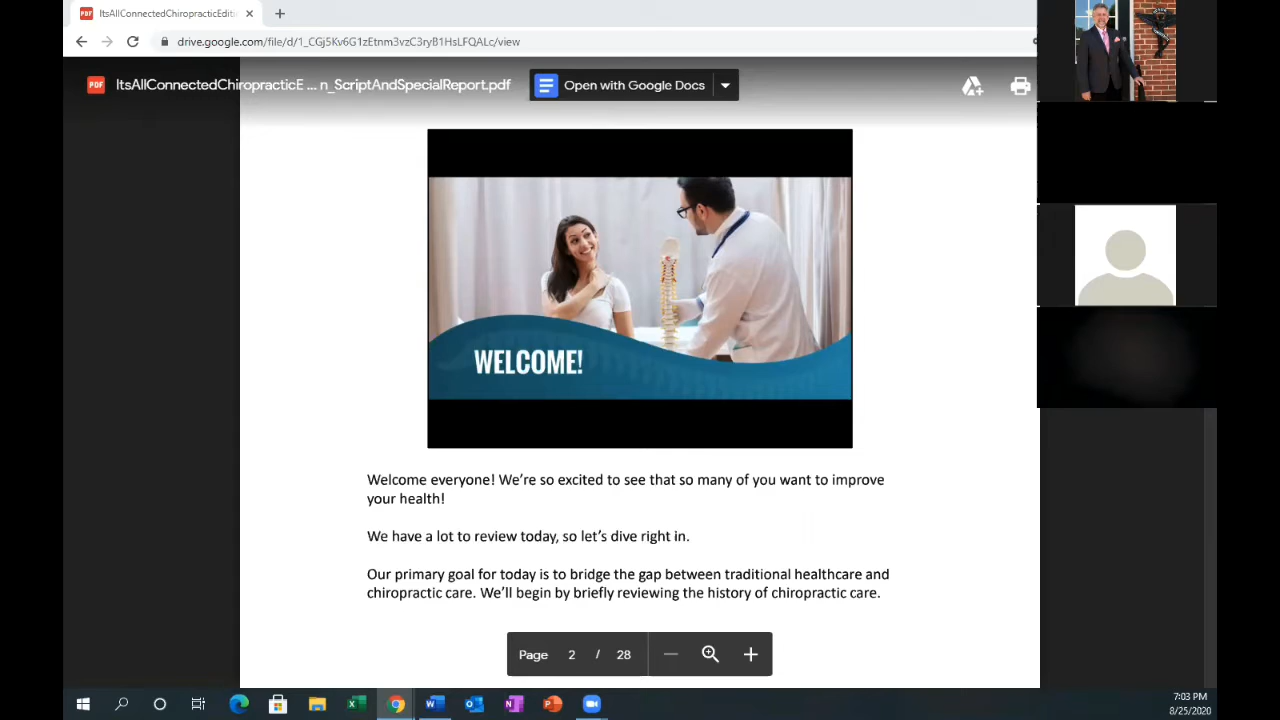 PDF ItsAllConnectedChiropracticEditi
drive.google.com/file/d/1_CGj5Kv6G1zEtnm3vzC3ryBTHsLFQALc/view
PDF ItsAllConnectedChiropracticE ... n_ScriptAndSpecialReport.pdf
Open with Google Docs
WELCOME!
Welcome everyone! We’re so excited to see that so many of you want to improve
your health!
We have a lot to review today, so let’s dive right in.
Our primary goal for today is to bridge the gap between traditional healthcare and
chiropractic care. We’ll begin by briefly reviewing the history of chiropractic care.
Page 2 / 28
7:03 PM
8/25/2020